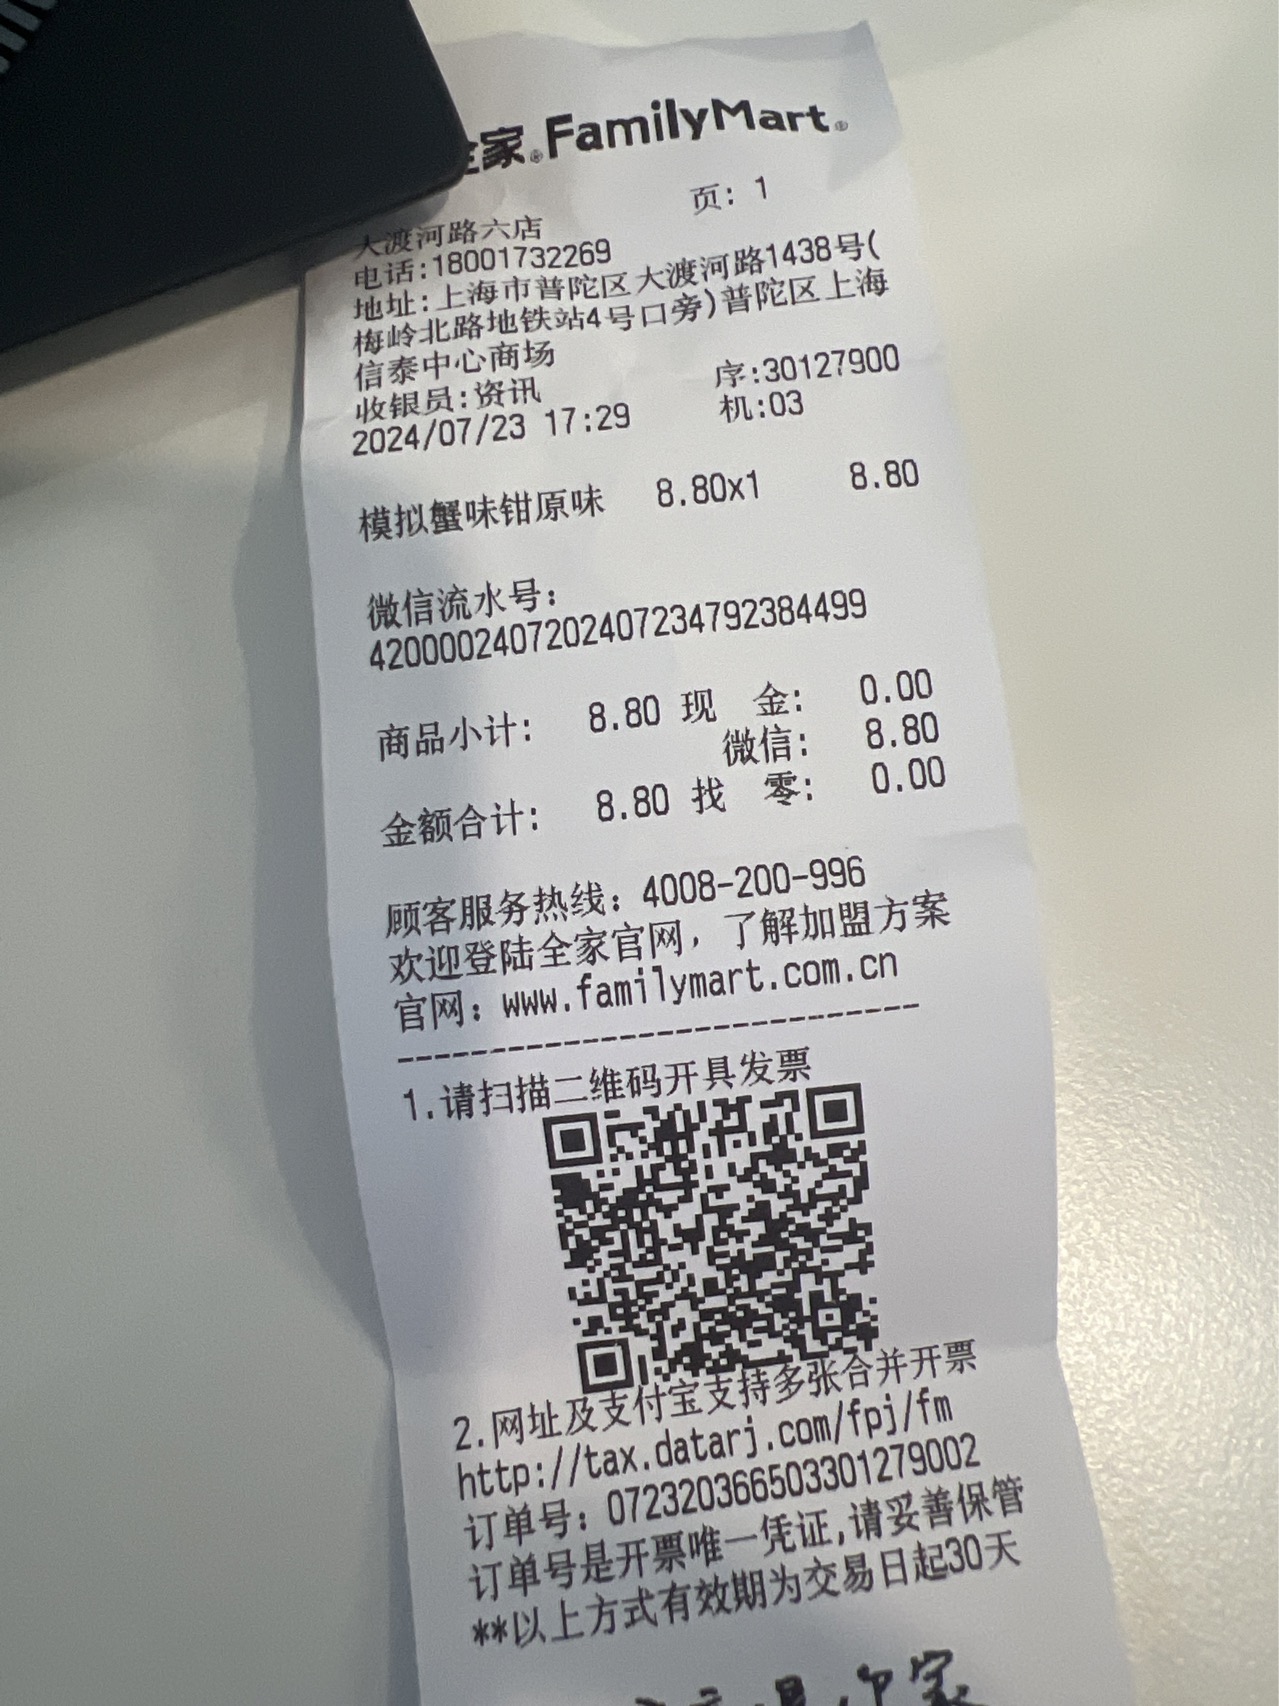 全家 FamilyMart
页: 1
大渡河路六店
电话:18001732269
地址:上海市普陀区大渡河路1438号(
梅岭北路地铁站4号口旁)普陀区上海
信泰中心商场
收银员:资讯 序:30127900
2024/07/23 17:29 机:03
模拟蟹味钳原味 8.80x1 8.80
微信流水号:
4200002407202407234792384499
商品小计: 8.80 现 金: 0.00
微信: 8.80
金额合计: 8.80 找 零: 0.00
顾客服务热线: 4008-200-996
欢迎登陆全家官网, 了解加盟方案
官网: www.familymart.com.cn
------------------------------
1.请扫描二维码开具发票
2.网址及支付宝支持多张合并开票
http://tax.datarj.com/fpj/fm
订单号: 072320366503301279002
订单号是开票唯一凭证,请妥善保管
**以上方式有效期为交易日起30天